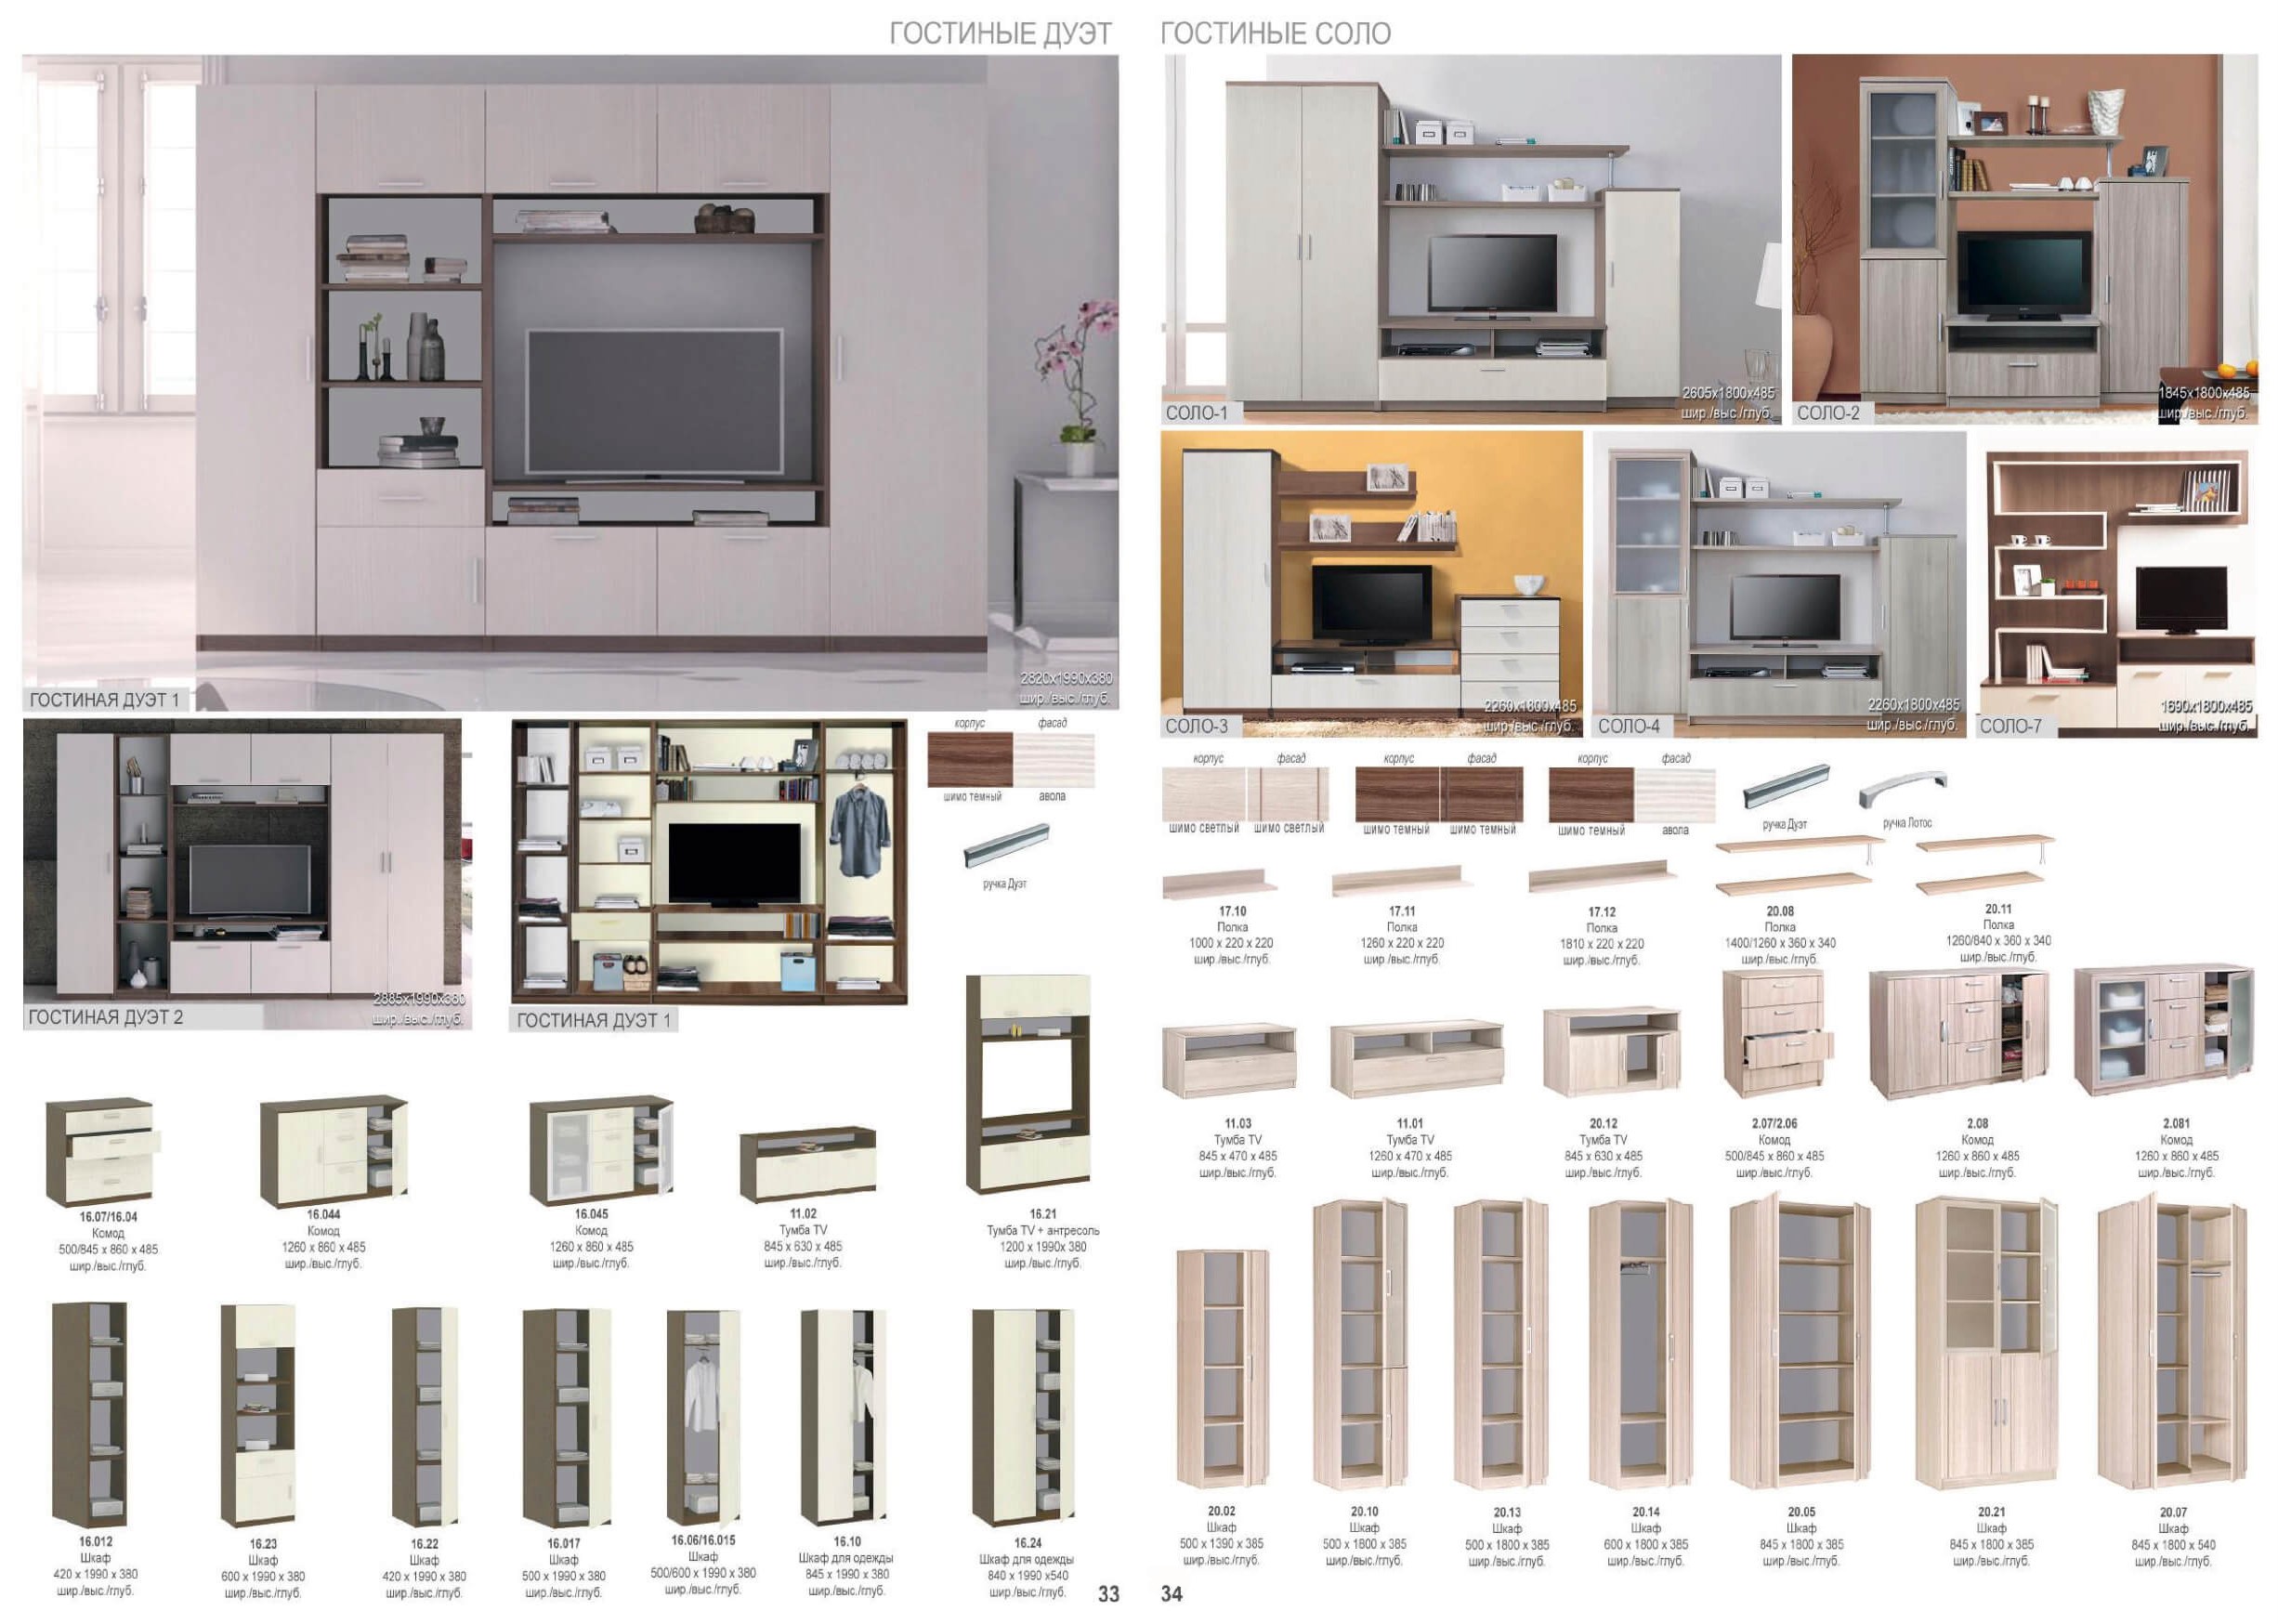 ГОСТИНЫЕ ДУЭТ
ГОСТИНАЯ ДУЭТ 1
2820x1990x380
шир./выс./глуб.
ГОСТИНАЯ ДУЭТ 2
2885x1990x380
шир./выс./глуб.
ГОСТИНАЯ ДУЭТ 1
корпус фасад
шимо темный авола
ручка Дуэт
16.07/16.04
Комод
500/845 x 860 x 485
шир./выс./глуб.
16.044
Комод
1260 x 860 x 485
шир./выс./глуб.
16.045
Комод
1260 x 860 x 485
шир./выс./глуб.
11.02
Тумба TV
845 x 630 x 485
шир./выс./глуб.
16.21
Тумба TV + антресоль
1200 x 1990x 380
шир./выс./глуб.
16.012
Шкаф
420 x 1990 x 380
шир./выс./глуб.
16.23
Шкаф
600 x 1990 x 380
шир./выс./глуб.
16.22
Шкаф
420 x 1990 x 380
шир./выс./глуб.
16.017
Шкаф
500 x 1990 x 380
шир./выс./глуб.
16.06/16.015
Шкаф
500/600 x 1990 x 380
шир./выс./глуб.
16.10
Шкаф для одежды
845 x 1990 x 380
шир./выс./глуб.
16.24
Шкаф для одежды
840 x 1990 x540
шир./выс./глуб.
33
ГОСТИНЫЕ СОЛО
СОЛО-1
2605x1800x485
шир./выс./глуб.
СОЛО-2
1845x1800x485
шир./выс./глуб.
СОЛО-3
2260x1800x485
шир./выс./глуб.
СОЛО-4
2260x1800x485
шир./выс./глуб.
СОЛО-7
1690x1800x485
шир./выс./глуб.
корпус фасад
шимо светлый шимо светлый
корпус фасад
шимо темный шимо темный
корпус фасад
шимо темный авола
ручка Дуэт
ручка Лотос
17.10
Полка
1000 x 220 x 220
шир./выс./глуб.
17.11
Полка
1260 x 220 x 220
шир./выс./глуб.
17.12
Полка
1810 x 220 x 220
шир./выс./глуб.
20.08
Полка
1400/1260 x 360 x 340
шир./выс./глуб.
20.11
Полка
1260/840 x 360 x 340
шир./выс./глуб.
11.03
Тумба TV
845 x 470 x 485
шир./выс./глуб.
11.01
Тумба TV
1260 x 470 x 485
шир./выс./глуб.
20.12
Тумба TV
845 x 630 x 485
шир./выс./глуб.
2.07/2.06
Комод
500/845 x 860 x 485
шир./выс./глуб.
2.08
Комод
1260 x 860 x 485
шир./выс./глуб.
2.081
Комод
1260 x 860 x 485
шир./выс./глуб.
20.02
Шкаф
500 x 1390 x 385
шир./выс./глуб.
20.10
Шкаф
500 x 1800 x 385
шир./выс./глуб.
20.13
Шкаф
500 x 1800 x 385
шир./выс./глуб.
20.14
Шкаф
600 x 1800 x 385
шир./выс./глуб.
20.05
Шкаф
845 x 1800 x 385
шир./выс./глуб.
20.21
Шкаф
845 x 1800 x 385
шир./выс./глуб.
20.07
Шкаф
845 x 1800 x 540
шир./выс./глуб.
34